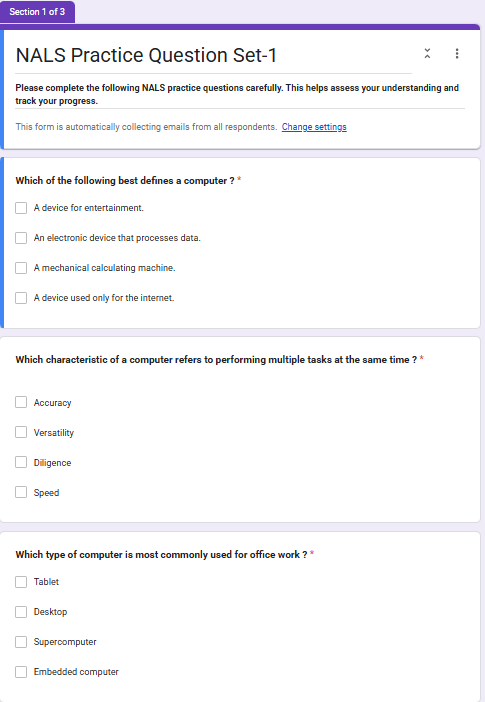 Section 1 of 3
NALS Practice Question Set-1
Please complete the following NALS practice questions carefully. This helps assess your understanding and
track your progress.
This form is automatically collecting emails from all respondents. Change settings
Which of the following best defines a computer ? *
A device for entertainment.
An electronic device that processes data.
A mechanical calculating machine.
A device used only for the internet.
Which characteristic of a computer refers to performing multiple tasks at the same time ? *
Accuracy
Versatility
Diligence
Speed
Which type of computer is most commonly used for office work ? *
Tablet
Desktop
Supercomputer
Embedded computer